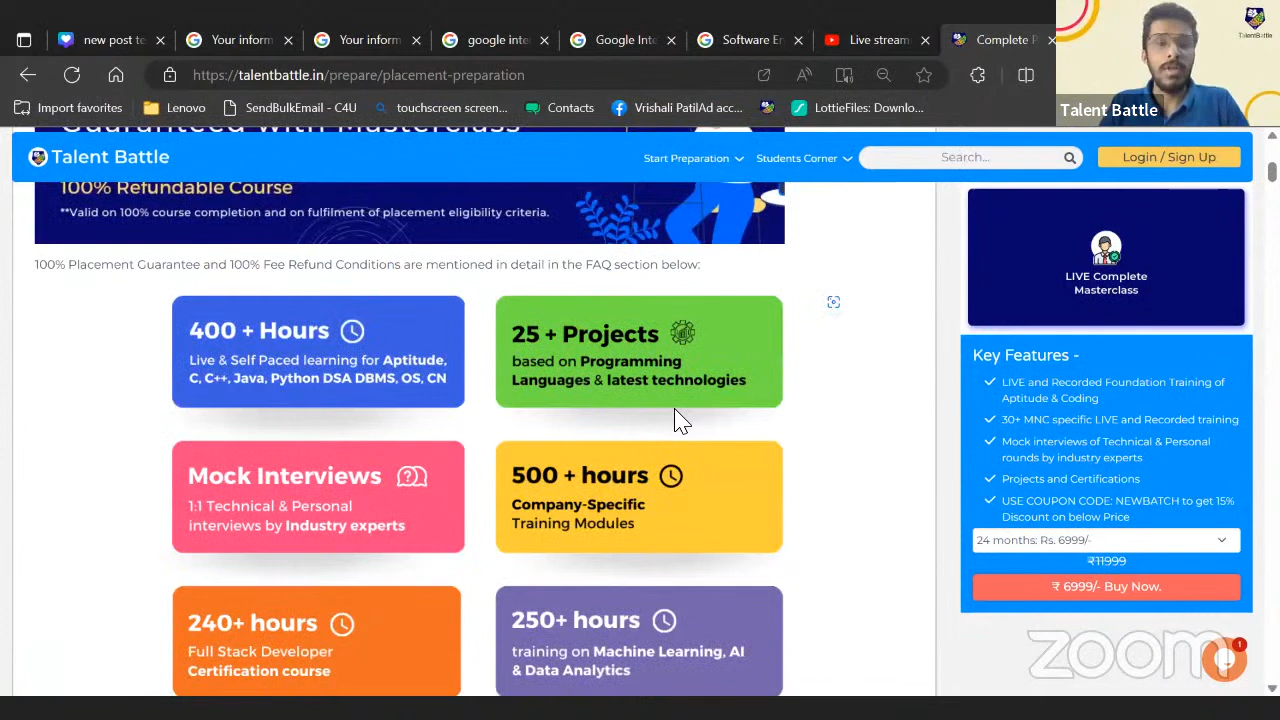 new post te
Your inform
Your inform
google inte
Google Inte
Software En
Live stream
Complete P
https://talentbattle.in/prepare/placement-preparation
Import favorites
Lenovo
SendBulkEmail - C4U
touchscreen screen...
Contacts
Vrishali PatilAd acc...
LottieFiles: Downlo...
TalentBattle
Talent Battle
Guaranteed with Masterclass
Talent Battle
Start Preparation
Students Corner
Search...
Login / Sign Up
100% Refundable Course
**Valid on 100% course completion and on fulfilment of placement eligibility criteria.
100% Placement Guarantee and 100% Fee Refund Conditions are mentioned in detail in the FAQ section below:
400 + Hours
Live & Self Paced learning for Aptitude,
C, C++, Java, Python DSA DBMS, OS, CN
25 + Projects
based on Programming
Languages & latest technologies
Mock Interviews
1:1 Technical & Personal
interviews by Industry experts
500 + hours
Company-Specific
Training Modules
240+ hours
Full Stack Developer
Certification course
250+ hours
training on Machine Learning, AI
& Data Analytics
LIVE Complete
Masterclass
Key Features -
LIVE and Recorded Foundation Training of
Aptitude & Coding
30+ MNC specific LIVE and Recorded training
Mock interviews of Technical & Personal
rounds by industry experts
Projects and Certifications
USE COUPON CODE: NEWBATCH to get 15%
Discount on below Price
24 months: Rs. 6999/-
₹11999
₹ 6999/- Buy Now.
zoom
1